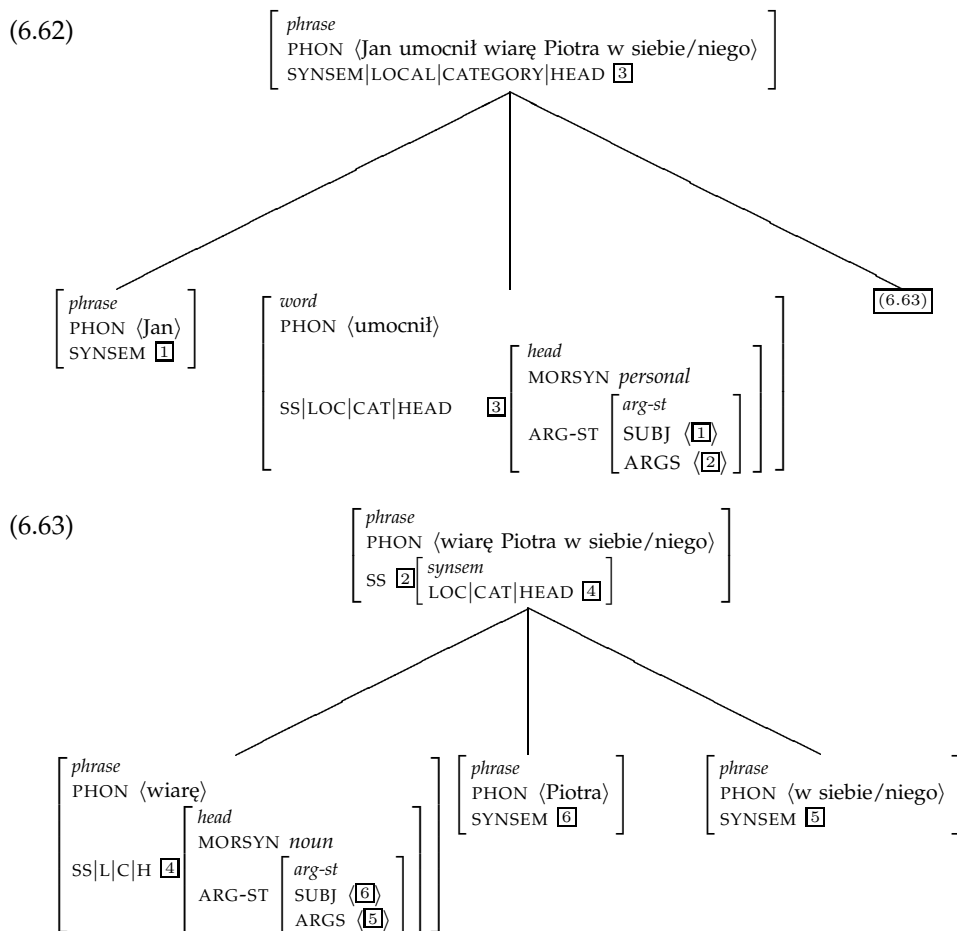 (6.62)
phrase
PHON ⟨Jan umocnił wiarę Piotra w siebie/niego⟩
SYNSEM|LOCAL|CATEGORY|HEAD 3
phrase
PHON ⟨Jan⟩
SYNSEM 1
word
PHON ⟨umocnił⟩
SS|LOC|CAT|HEAD 3
head
MORSYN personal
ARG-ST
arg-st
SUBJ ⟨1⟩
ARGS ⟨2⟩
(6.63)
(6.63)
phrase
PHON ⟨wiarę Piotra w siebie/niego⟩
SS 2
synsem
LOC|CAT|HEAD 4
phrase
PHON ⟨wiarę⟩
SS|L|C|H 4
head
MORSYN noun
ARG-ST
arg-st
SUBJ ⟨6⟩
ARGS ⟨5⟩
phrase
PHON ⟨Piotra⟩
SYNSEM 6
phrase
PHON ⟨w siebie/niego⟩
SYNSEM 5